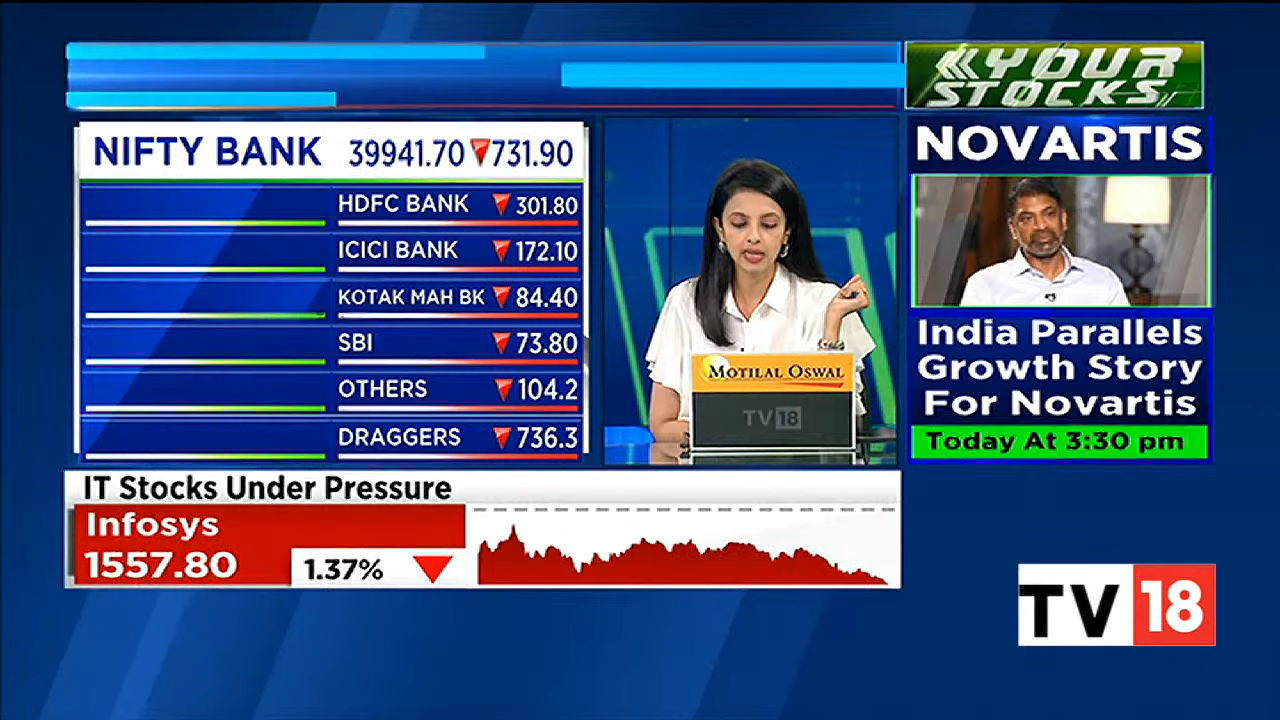 YOUR
STOCKS
NIFTY BANK 39941.70 ▼731.90
HDFC BANK ▼ 301.80
ICICI BANK ▼ 172.10
KOTAK MAH BK ▼ 84.40
SBI ▼ 73.80
OTHERS ▼ 104.2
DRAGGERS ▼ 736.3
MOTILAL OSWAL
TV18
NOVARTIS
India Parallels
Growth Story
For Novartis
Today At 3:30 pm
IT Stocks Under Pressure
Infosys
1557.80 1.37% ▼
TV18